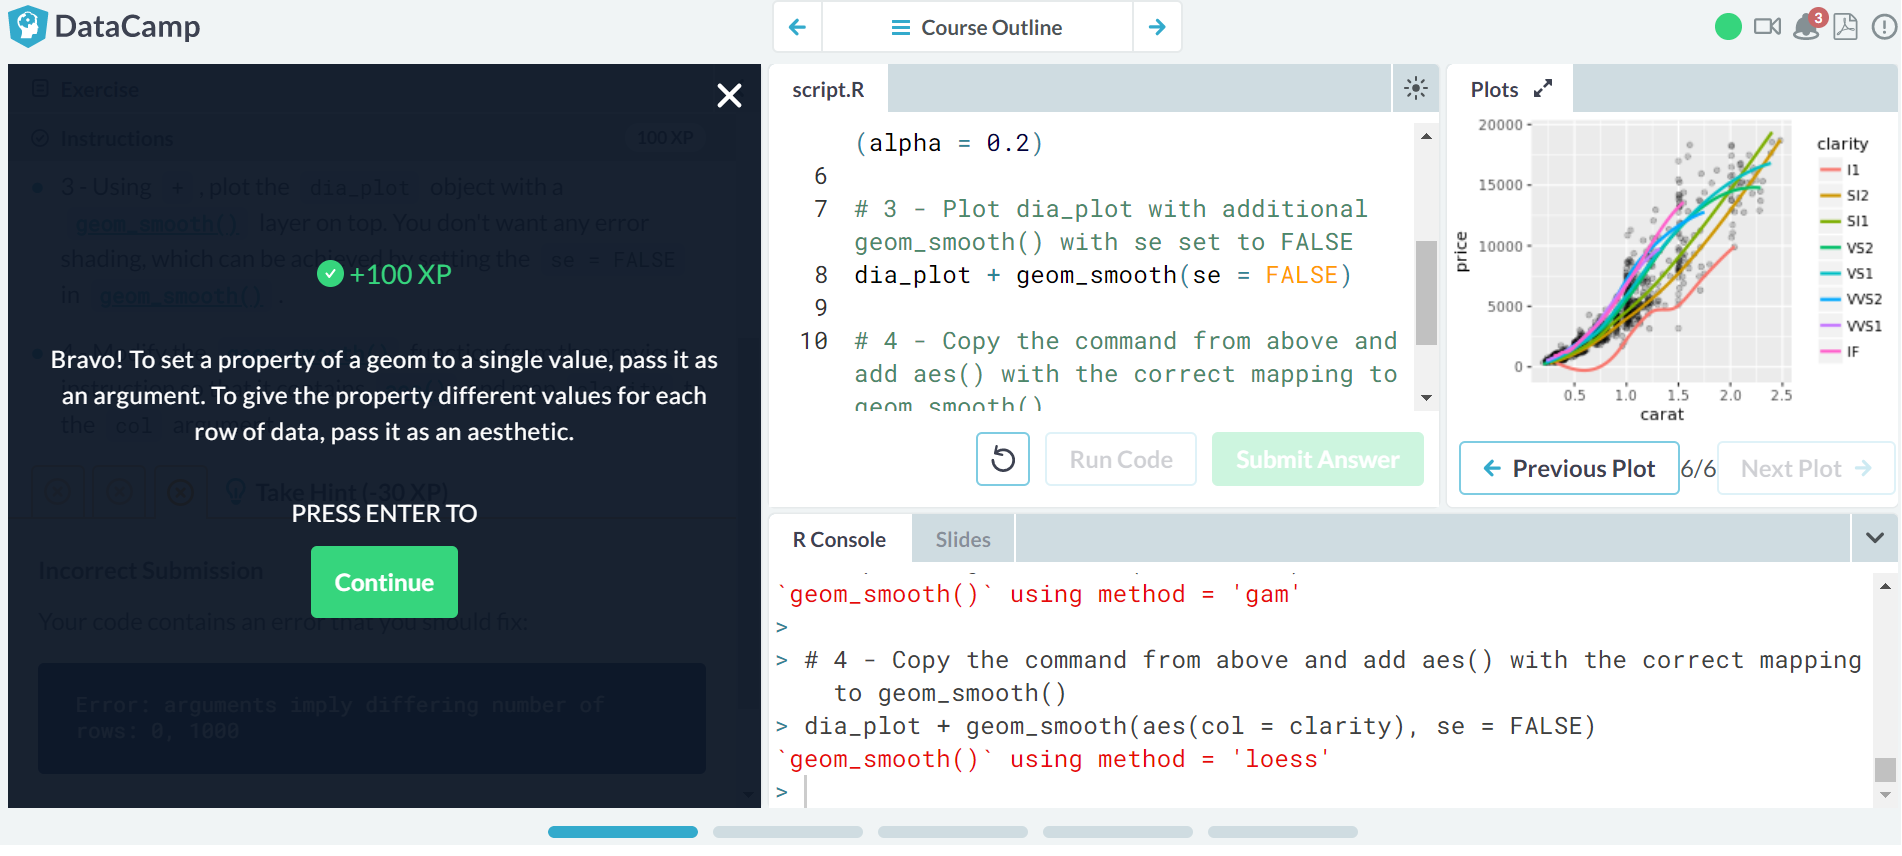 DataCamp
Course Outline
3
Exercise
Instructions
100 XP
3 - Using + , plot the dia_plot object with a
geom_smooth() layer on top. You don't want any error
shading, which can be achieved by setting the se = FALSE
in geom_smooth() .
+100 XP
Bravo! To set a property of a geom to a single value, pass it as
an argument. To give the property different values for each
row of data, pass it as an aesthetic.
the col
Take Hint (-30 XP)
PRESS ENTER TO
Continue
Incorrect Submission
Your code contains an error that you should fix:
Error: arguments imply differing number of
rows: 0, 1000
script.R
(alpha = 0.2)
6
7 # 3 - Plot dia_plot with additional
geom_smooth() with se set to FALSE
8 dia_plot + geom_smooth(se = FALSE)
9
10 # 4 - Copy the command from above and
add aes() with the correct mapping to
geom_smooth()
Run Code
Submit Answer
Plots
20000
15000
10000
5000
0
price
0.5 1.0 1.5 2.0 2.5
carat
clarity
I1
SI2
SI1
VS2
VS1
VVS2
VVS1
IF
Previous Plot
6/6
Next Plot
R Console
Slides
`geom_smooth()` using method = 'gam'
>
> # 4 - Copy the command from above and add aes() with the correct mapping
to geom_smooth()
> dia_plot + geom_smooth(aes(col = clarity), se = FALSE)
`geom_smooth()` using method = 'loess'
>